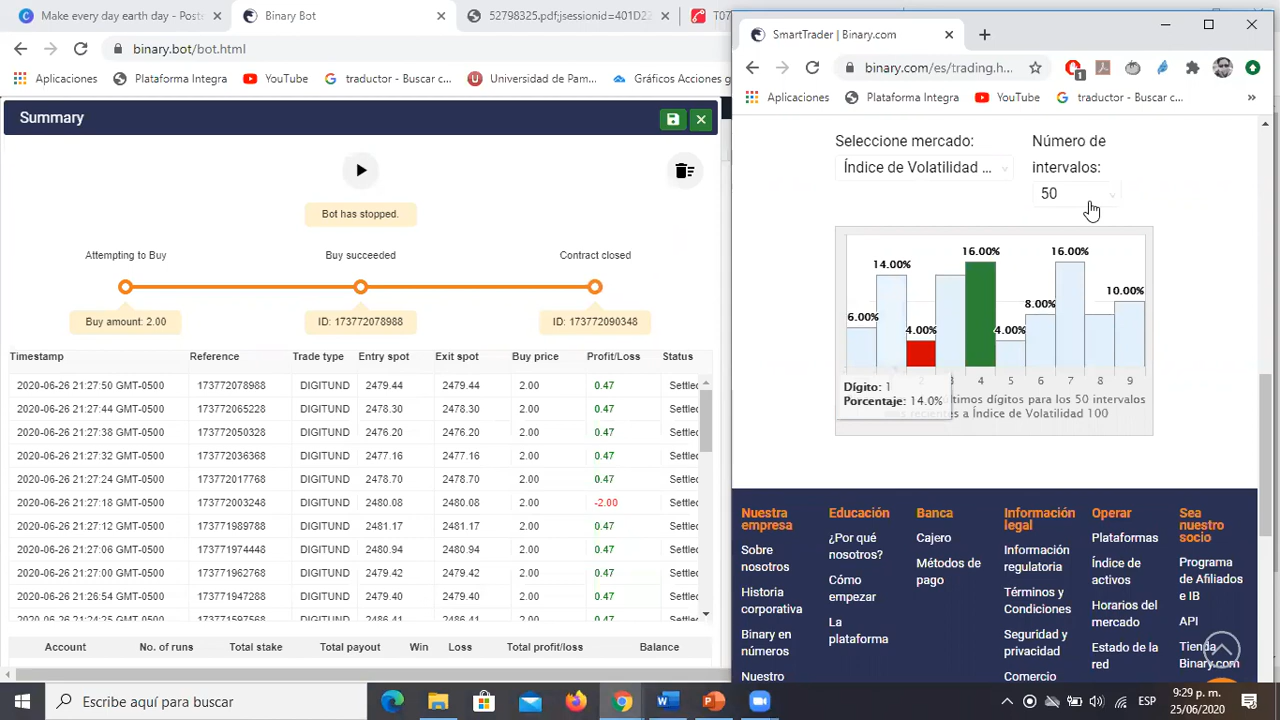 Make every day earth day - Post
Binary Bot
52798325.pdf;jsessionid=401D22
T07
binary.bot/bot.html
Aplicaciones
Plataforma Integra
YouTube
traductor - Buscar c...
Universidad de Pam...
Gráficos Acciones
Summary
Bot has stopped.
Attempting to Buy
Buy succeeded
Contract closed
Buy amount: 2.00
ID: 173772078988
ID: 173772090348
Timestamp Reference Trade type Entry spot Exit spot Buy price Profit/Loss Status
2020-06-26 21:27:50 GMT-0500 173772078988 DIGITUND 2479.44 2479.44 2.00 0.47 Settled
2020-06-26 21:27:44 GMT-0500 173772065228 DIGITUND 2478.30 2478.30 2.00 0.47 Settled
2020-06-26 21:27:38 GMT-0500 173772050328 DIGITUND 2476.20 2476.20 2.00 0.47 Settled
2020-06-26 21:27:32 GMT-0500 173772036368 DIGITUND 2477.16 2477.16 2.00 0.47 Settled
2020-06-26 21:27:24 GMT-0500 173772017768 DIGITUND 2478.70 2478.70 2.00 0.47 Settled
2020-06-26 21:27:18 GMT-0500 173772003248 DIGITUND 2480.08 2480.08 2.00 -2.00 Settled
2020-06-26 21:27:12 GMT-0500 173771989788 DIGITUND 2481.17 2481.17 2.00 0.47 Settled
2020-06-26 21:27:06 GMT-0500 173771974448 DIGITUND 2480.94 2480.94 2.00 0.47 Settled
2020-06-26 21:27:00 GMT-0500 173771962768 DIGITUND 2479.42 2479.42 2.00 0.47 Settled
2020-06-26 21:26:54 GMT-0500 173771947288 DIGITUND 2479.40 2479.40 2.00 0.47 Settled
Account No. of runs Total stake Total payout Win Loss Total profit/loss Balance
SmartTrader | Binary.com
binary.com/es/trading.h...
1
Aplicaciones
Plataforma Integra
YouTube
traductor - Buscar c...
»
Seleccione mercado:
Índice de Volatilidad ...
Número de
intervalos:
50
6.00% 14.00% 4.00% 16.00% 4.00% 8.00% 16.00% 10.00%
2 3 4 5 6 7 8 9
Dígito: 1
Porcentaje: 14.0%
ltimos dígitos para los 50 intervalos
recientes a Índice de Volatilidad 100
Nuestra
empresa
Sobre
nosotros
Historia
corporativa
Binary en
números
Nuestro
Educación
¿Por qué
nosotros?
Cómo
empezar
La
plataforma
Banca
Cajero
Métodos de
pago
Información
legal
Información
regulatoria
Términos y
Condiciones
Seguridad y
privacidad
Comercio
Operar
Plataformas
Índice de
activos
Horarios del
mercado
Estado de la
red
Sea
nuestro
socio
Programa
de Afiliados
e IB
API
Tienda
Binary.com
Escribe aquí para buscar
ESP
9:29 p. m.
25/06/2020